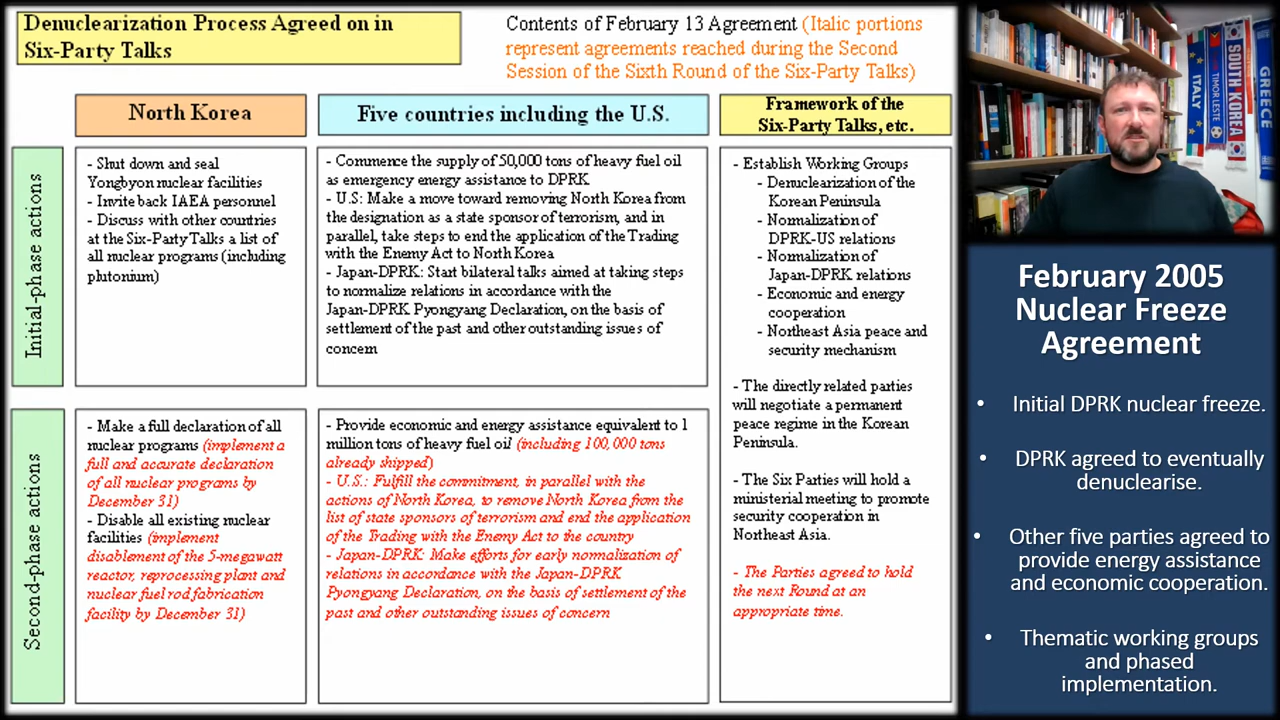 Denuclearization Process Agreed on in
Six-Party Talks
Contents of February 13 Agreement (Italic portions
represent agreements reached during the Second
Session of the Sixth Round of the Six-Party Talks)
North Korea
Five countries including the U.S.
Framework of the
Six-Party Talks, etc.
Initial-phase actions
- Shut down and seal
Yongbyon nuclear facilities
- Invite back IAEA personnel
- Discuss with other countries
at the Six-Party Talks a list of
all nuclear programs (including
plutonium)
- Commence the supply of 50,000 tons of heavy fuel oil
as emergency energy assistance to DPRK
- U.S: Make a move toward removing North Korea from
the designation as a state sponsor of terrorism, and in
parallel, take steps to end the application of the Trading
with the Enemy Act to North Korea
- Japan-DPRK: Start bilateral talks aimed at taking steps
to normalize relations in accordance with the
Japan-DPRK Pyongyang Declaration, on the basis of
settlement of the past and other outstanding issues of
concern
- Establish Working Groups
- Denuclearization of the
Korean Peninsula
- Normalization of
DPRK-US relations
- Normalization of
Japan-DPRK relations
- Economic and energy
cooperation
- Northeast Asia peace and
security mechanism
- The directly related parties
will negotiate a permanent
peace regime in the Korean
Peninsula.
- The Six Parties will hold a
ministerial meeting to promote
security cooperation in
Northeast Asia.
- The Parties agreed to hold
the next Round at an
appropriate time.
Second-phase actions
- Make a full declaration of all
nuclear programs (implement a
full and accurate declaration
of all nuclear programs by
December 31)
- Disable all existing nuclear
facilities (implement
disablement of the 5-megawatt
reactor, reprocessing plant and
nuclear fuel rod fabrication
facility by December 31)
- Provide economic and energy assistance equivalent to 1
million tons of heavy fuel oil (including 100,000 tons
already shipped)
- U.S.: Fulfill the commitment, in parallel with the
actions of North Korea, to remove North Korea from the
list of state sponsors of terrorism and end the application
of the Trading with the Enemy Act to the country
- Japan-DPRK: Make efforts for early normalization of
relations in accordance with the Japan-DPRK
Pyongyang Declaration, on the basis of settlement of the
past and other outstanding issues of concern
ITALY
TIMOR LESTE
SOUTH KOREA
GREECE
February 2005
Nuclear Freeze
Agreement
• Initial DPRK nuclear freeze.
• DPRK agreed to eventually
denuclearise.
• Other five parties agreed to
provide energy assistance
and economic cooperation.
• Thematic working groups
and phased
implementation.